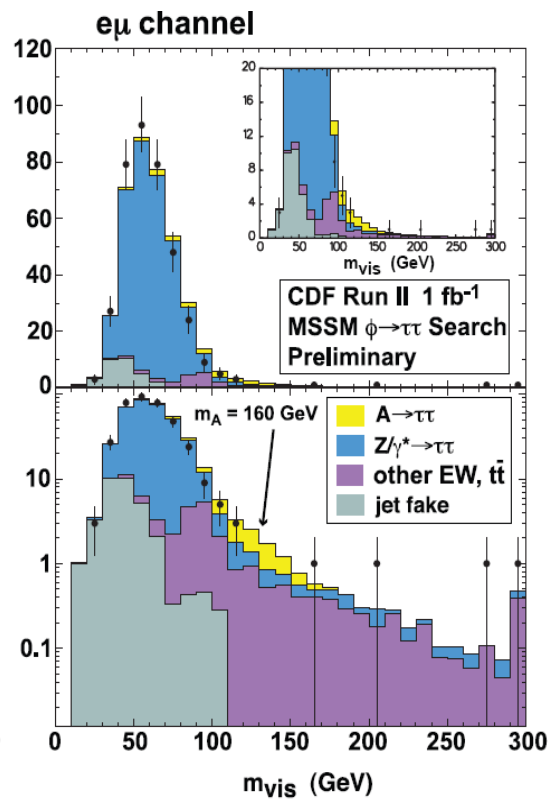 eμ channel
120
100
80
60
40
20
0
20
16
12
8
4
0
0 50 100 150 200 250 300
m_vis (GeV)
CDF Run II 1 fb⁻¹
MSSM ϕ→ττ Search
Preliminary
m_A = 160 GeV
A→ττ
Z/γ*→ττ
other EW, tt̄
jet fake
10
1
0.1
0 50 100 150 200 250 300
m_vis (GeV)